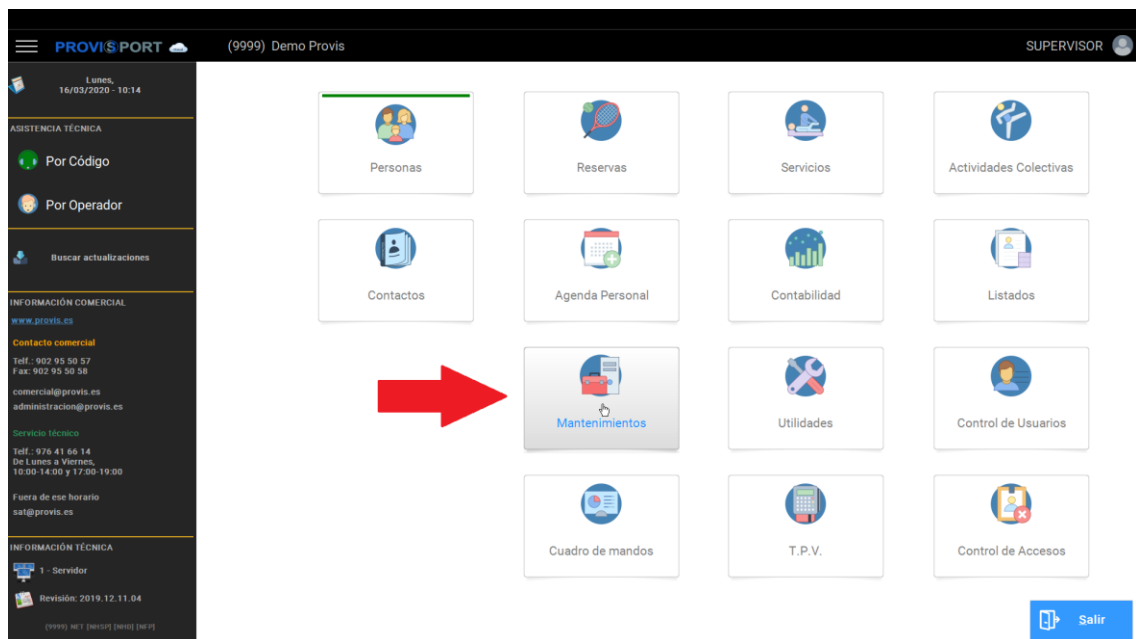 PROVISPORT
(9999) Demo Provis
SUPERVISOR
Lunes,
16/03/2020 - 10:14
ASISTENCIA TÉCNICA
Por Código
Por Operador
Buscar actualizaciones
INFORMACIÓN COMERCIAL
www.provis.es
Contacto comercial
Telf.: 902 95 50 57
Fax: 902 95 50 58
comercial@provis.es
administracion@provis.es
Servicio técnico
Telf.: 976 41 66 14
De Lunes a Viernes,
10:00-14:00 y 17:00-19:00
Fuera de ese horario
sat@provis.es
INFORMACIÓN TÉCNICA
1 - Servidor
Revisión: 2019.12.11.04
(9999) NET [NHSP] [NH0] [NFP]
Personas
Reservas
Servicios
Actividades Colectivas
Contactos
Agenda Personal
Contabilidad
Listados
Mantenimientos
Utilidades
Control de Usuarios
Cuadro de mandos
T.P.V.
Control de Accesos
Salir